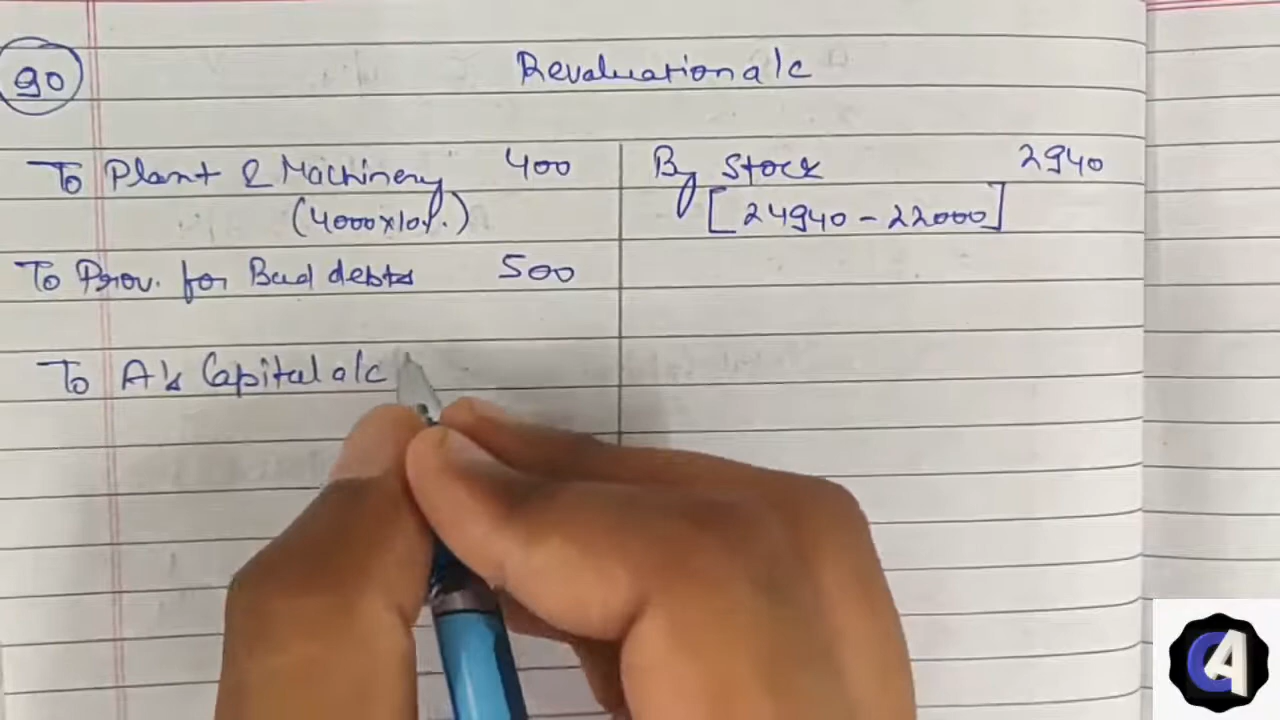 90
Revaluation a/c
To Plant & Machinery 400 By Stock 2940
(4000x10%.) [24940-22000]
To Prov. for Bad debts 500
To A's Capital a/c
CA